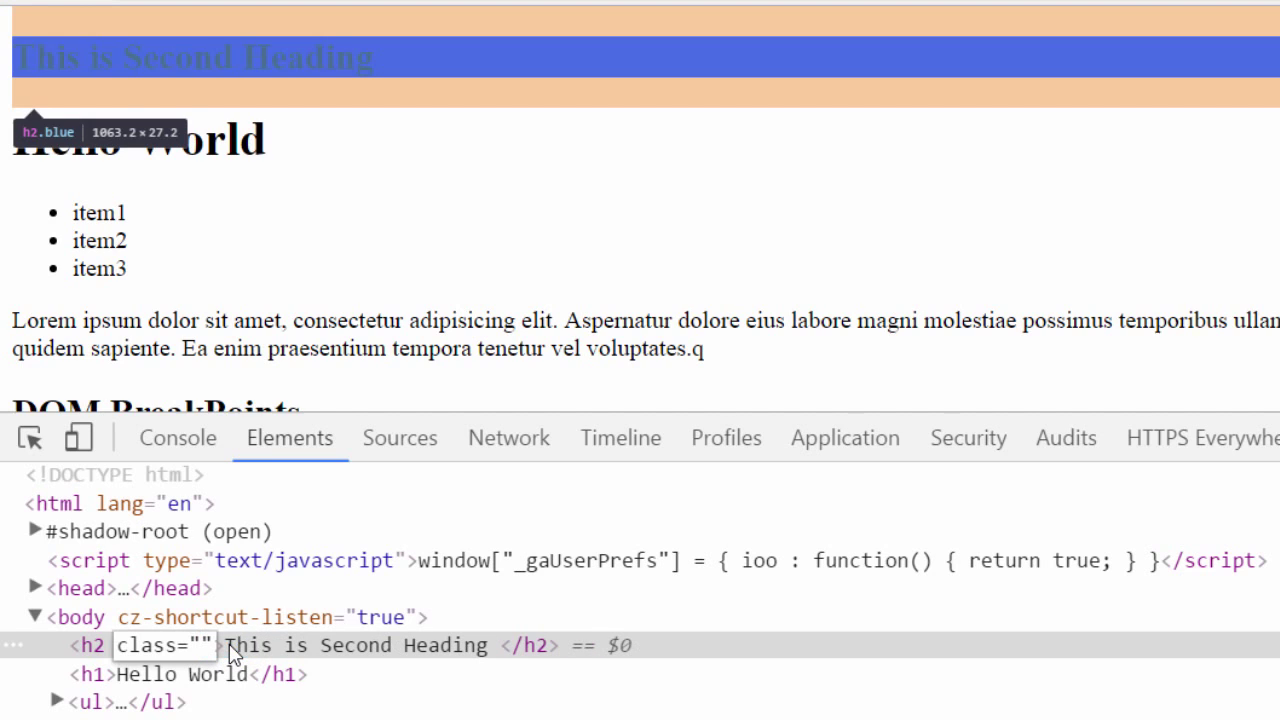 This is Second Heading
h2.blue 1063.2 × 27.2
Hello World
item1
item2
item3
Lorem ipsum dolor sit amet, consectetur adipisicing elit. Aspernatur dolore eius labore magni molestiae possimus temporibus ullam
quidem sapiente. Ea enim praesentium tempora tenetur vel voluptates.q
DOM BreakPoints
Console Elements Sources Network Timeline Profiles Application Security Audits HTTPS Everywhe
<!DOCTYPE html>
<html lang="en">
#shadow-root (open)
<script type="text/javascript">window["_gaUserPrefs"] = { ioo : function() { return true; } }</script>
<head>…</head>
<body cz-shortcut-listen="true">
<h2 class="">This is Second Heading </h2> == $0
<h1>Hello World</h1>
<ul>…</ul>